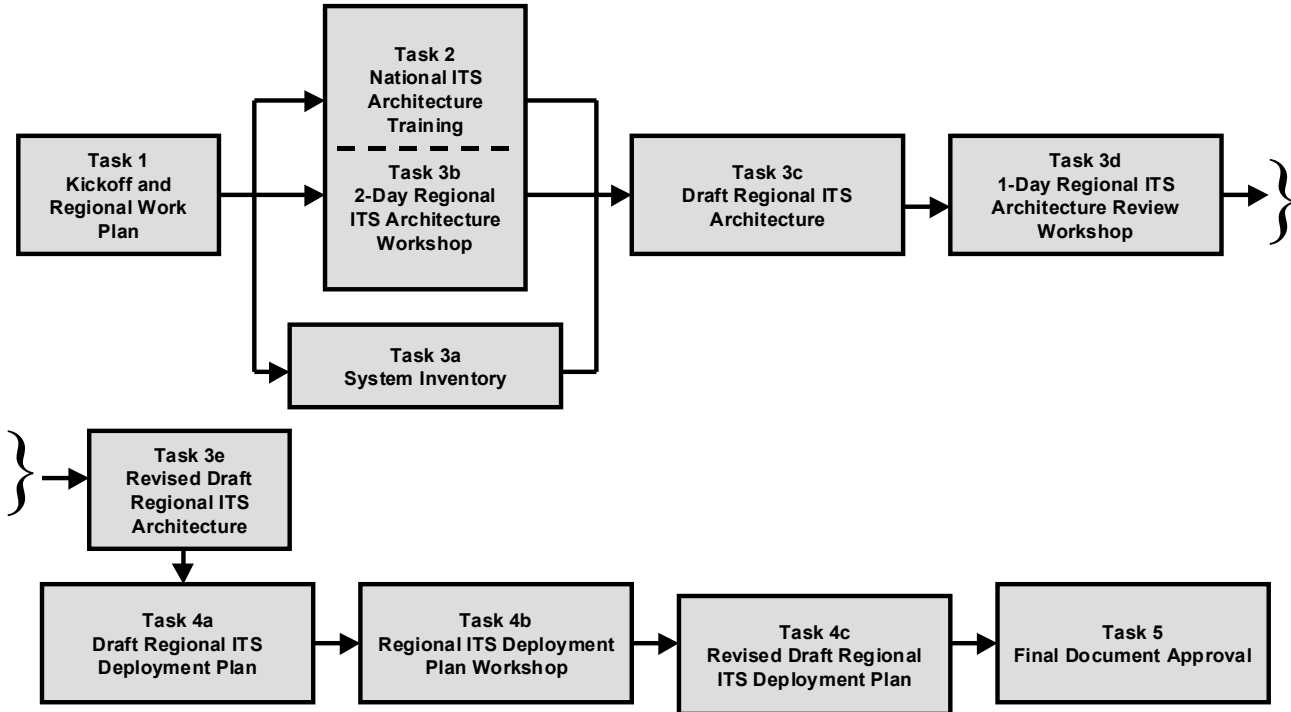 Task 1
Kickoff and
Regional Work
Plan
Task 2
National ITS
Architecture
Training
Task 3b
2-Day Regional
ITS Architecture
Workshop
Task 3a
System Inventory
Task 3c
Draft Regional ITS
Architecture
Task 3d
1-Day Regional ITS
Architecture Review
Workshop
}
}
Task 3e
Revised Draft
Regional ITS
Architecture
Task 4a
Draft Regional ITS
Deployment Plan
Task 4b
Regional ITS Deployment
Plan Workshop
Task 4c
Revised Draft Regional
ITS Deployment Plan
Task 5
Final Document Approval